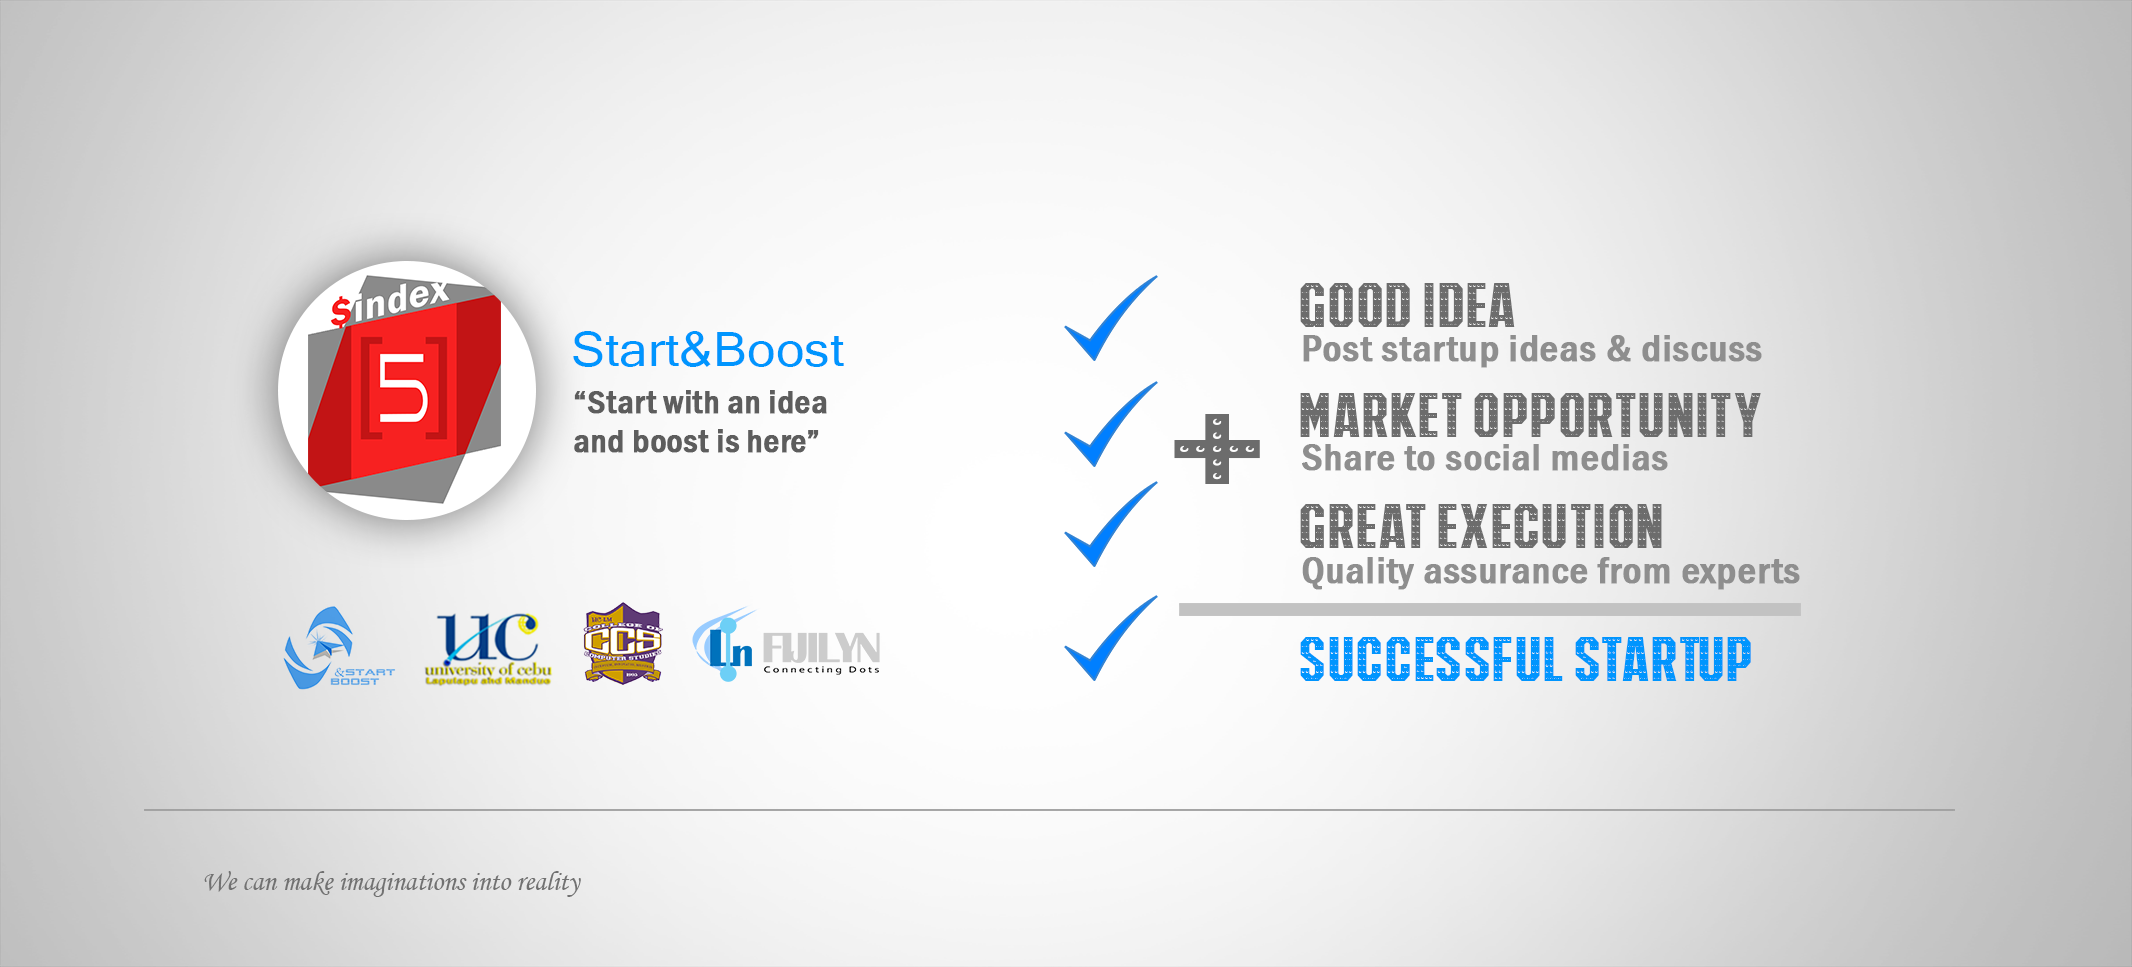 $index
[5]
Start&Boost
“Start with an idea
and boost is here”
&START
BOOST
UC
university of cebu
Lapulapu and Mandaue
UC-LM
COLLEGE OF
CCS
COMPUTER STUDIES
Ln FIJILYN
Connecting Dots
GOOD IDEA
Post startup ideas & discuss
MARKET OPPORTUNITY
Share to social medias
GREAT EXECUTION
Quality assurance from experts
SUCCESSFUL STARTUP
We can make imaginations into reality